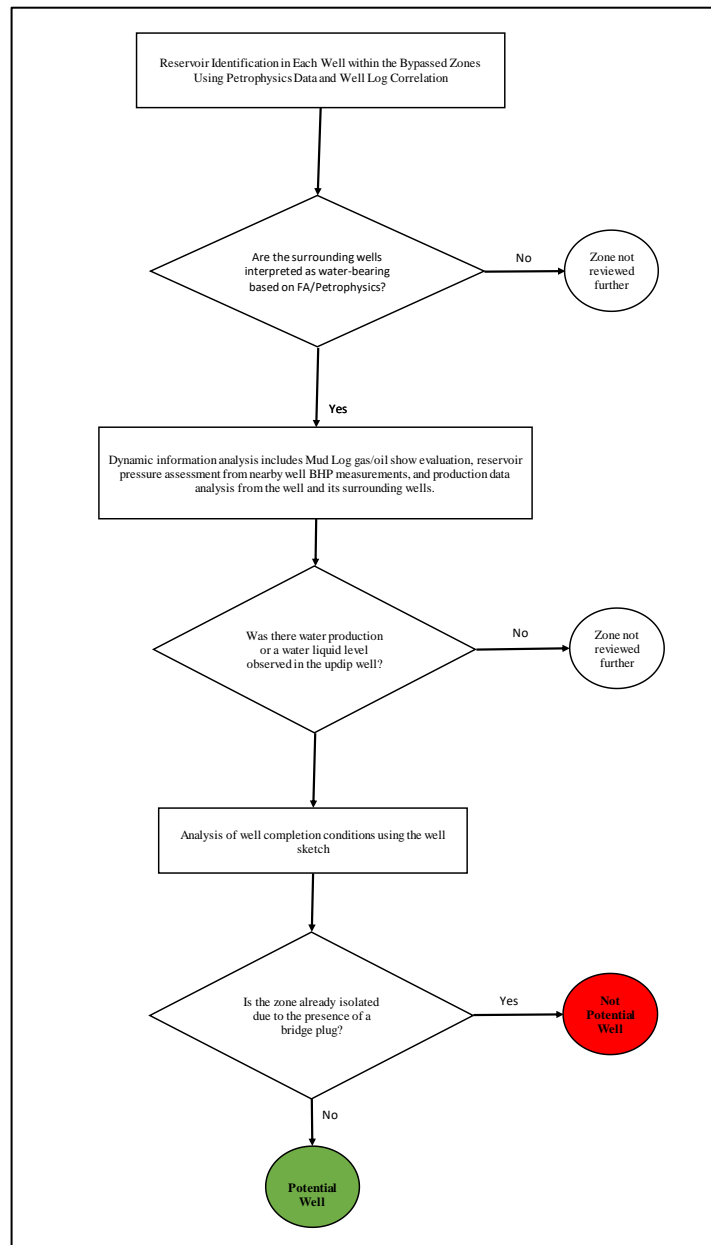 Reservoir Identification in Each Well within the Bypassed Zones
Using Petrophysics Data and Well Log Correlation
Are the surrounding wells
interpreted as water-bearing
based on FA/Petrophysics?
No
Zone not
reviewed
further
Yes
Dynamic information analysis includes Mud Log gas/oil show evaluation, reservoir
pressure assessment from nearby well BHP measurements, and production data
analysis from the well and its surrounding wells.
Was there water production
or a water liquid level
observed in the updip well?
No
Zone not
reviewed
further
Analysis of well completion conditions using the well
sketch
Is the zone already isolated
due to the presence of a
bridge plug?
Yes
Not
Potential
Well
No
Potential
Well